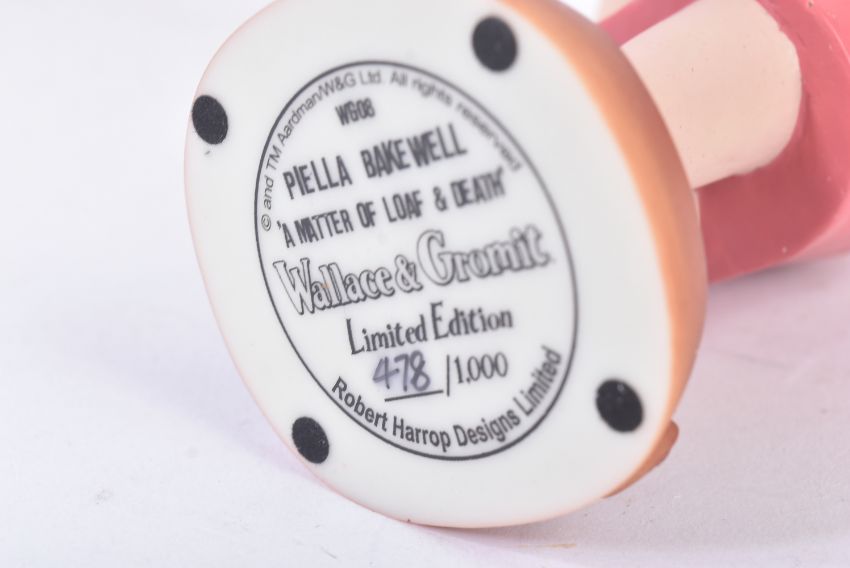 © and TM Aardman/W&G Ltd. All rights reserved
WG08
PIELLA BAKEWELL
'A MATTER OF LOAF & DEATH'
Wallace & Gromit
Limited Edition
478/1,000
Robert Harrop Designs Limited